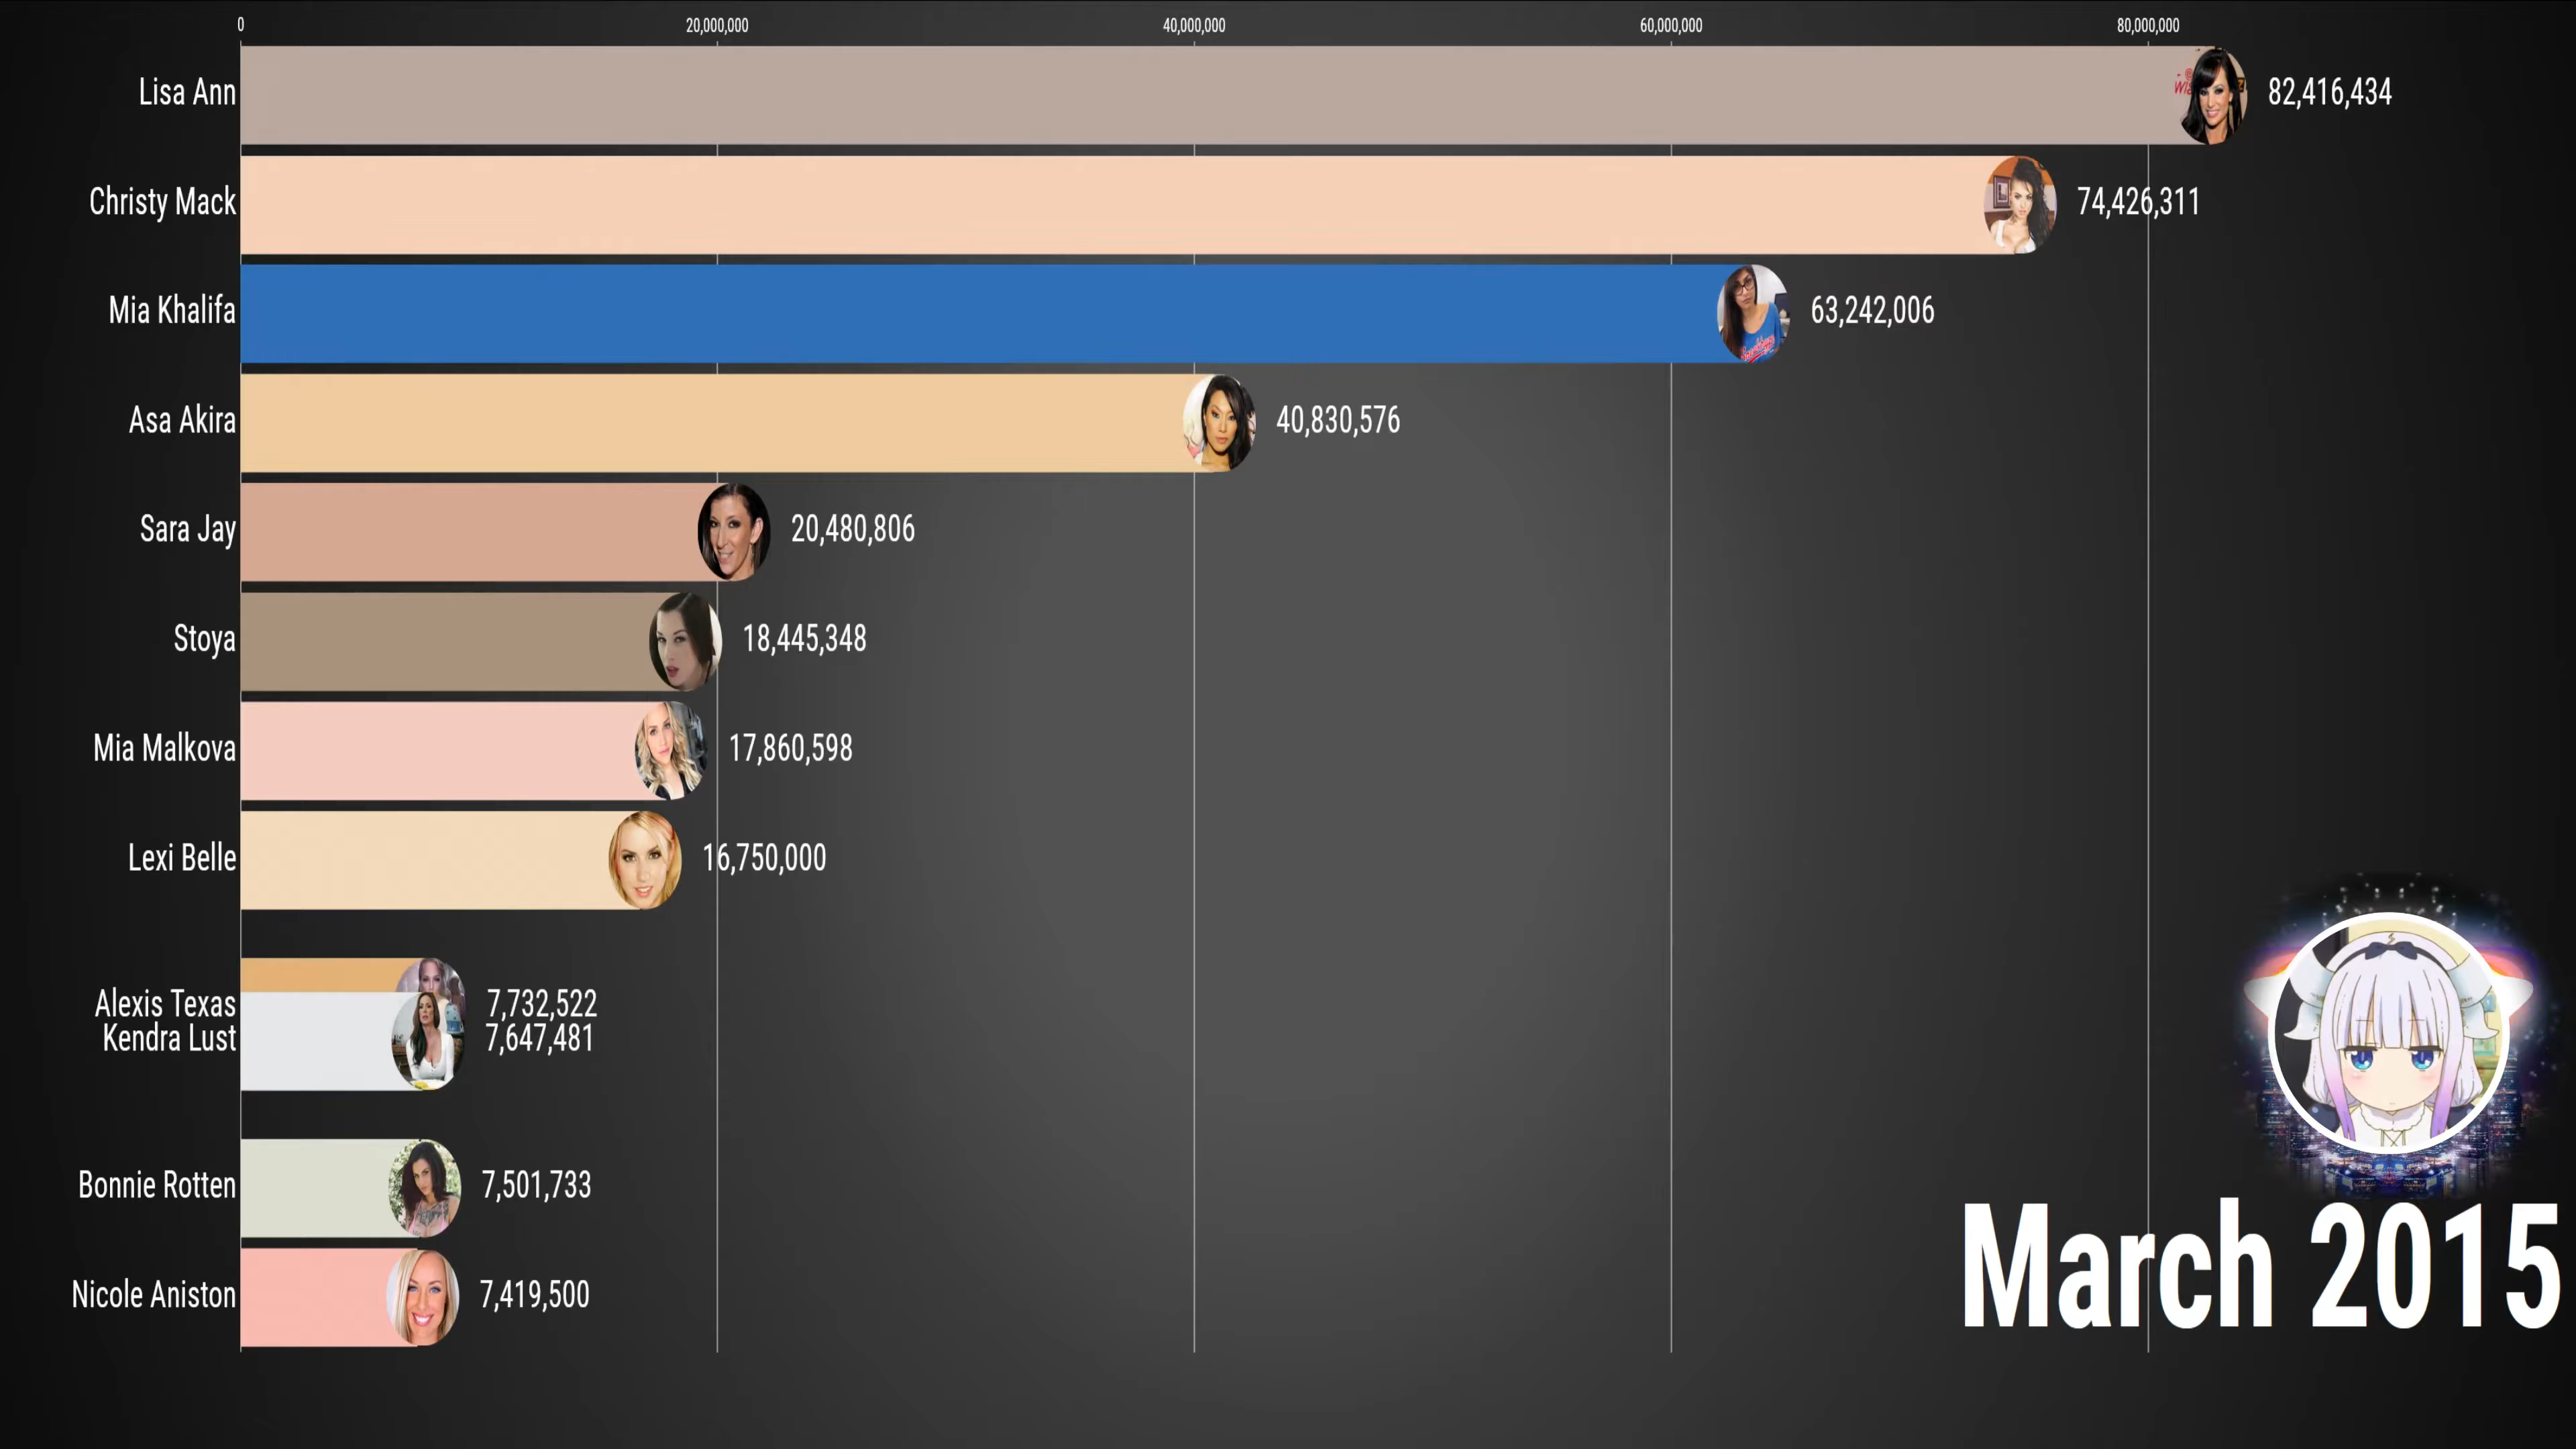 0 20,000,000 40,000,000 60,000,000 80,000,000
Lisa Ann 82,416,434
Christy Mack 74,426,311
Mia Khalifa 63,242,006
Asa Akira 40,830,576
Sara Jay 20,480,806
Stoya 18,445,348
Mia Malkova 17,860,598
Lexi Belle 16,750,000
Alexis Texas 7,732,522
Kendra Lust 7,647,481
Bonnie Rotten 7,501,733
Nicole Aniston 7,419,500
March 2015